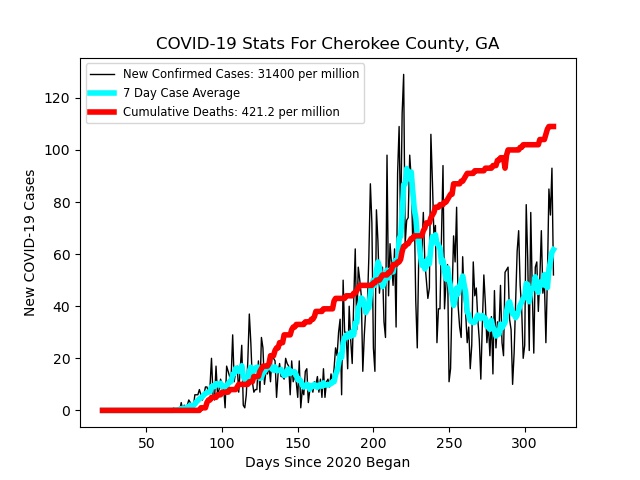 COVID-19 Stats For Cherokee County, GA
New Confirmed Cases: 31400 per million
7 Day Case Average
Cumulative Deaths: 421.2 per million
New COVID-19 Cases
120
100
80
60
40
20
0
50 100 150 200 250 300
Days Since 2020 Began